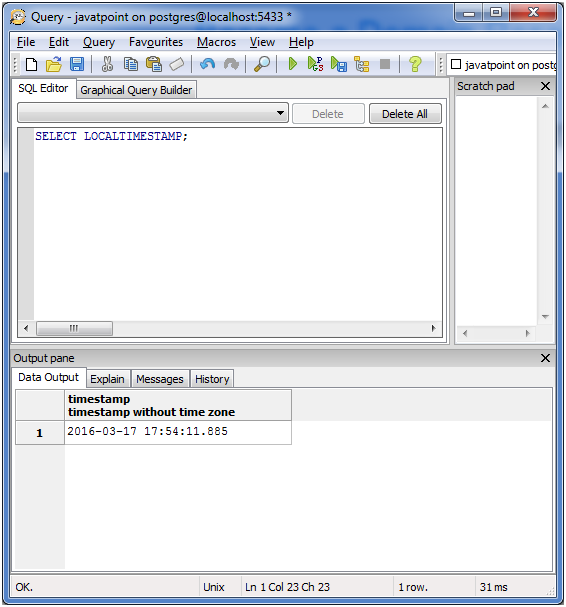 Query - javatpoint on postgres@localhost:5433 *
File Edit Query Favourites Macros View Help
javatpoint on postg
SQL Editor Graphical Query Builder
Scratch pad
Delete Delete All
SELECT LOCALTIMESTAMP;
Output pane
Data Output Explain Messages History
timestamp
timestamp without time zone
1 2016-03-17 17:54:11.885
OK. Unix Ln 1 Col 23 Ch 23 1 row. 31 ms